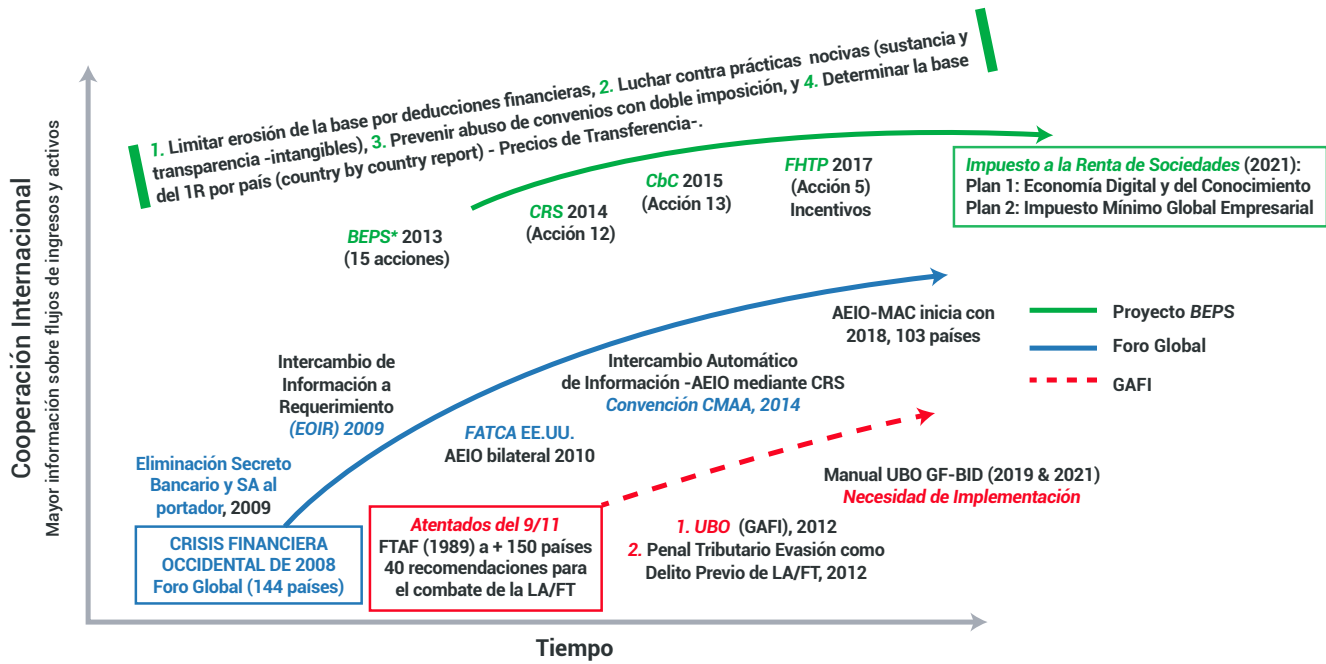 1. Limitar erosión de la base por deducciones financieras, 2. Luchar contra prácticas nocivas (sustancia y
transparencia -intangibles), 3. Prevenir abuso de convenios con doble imposición, y 4. Determinar la base
del 1R por país (country by country report) - Precios de Transferencia-.
Cooperación Internacional
Mayor información sobre flujos de ingresos y activos
BEPS* 2013
(15 acciones)
CRS 2014
(Acción 12)
CbC 2015
(Acción 13)
FHTP 2017
(Acción 5)
Incentivos
Impuesto a la Renta de Sociedades (2021):
Plan 1: Economía Digital y del Conocimiento
Plan 2: Impuesto Mínimo Global Empresarial
Eliminación Secreto
Bancario y SA al
portador, 2009
CRISIS FINANCIERA
OCCIDENTAL DE 2008
Foro Global (144 países)
Intercambio de
Información a
Requerimiento
(EOIR) 2009
FATCA EE.UU.
AEIO bilateral 2010
Intercambio Automático
de Información -AEIO mediante CRS
Convención CMAA, 2014
AEIO-MAC inicia con
2018, 103 países
Atentados del 9/11
FTAF (1989) a + 150 países
40 recomendaciones para
el combate de la LA/FT
1. UBO (GAFI), 2012
2. Penal Tributario Evasión como
Delito Previo de LA/FT, 2012
Manual UBO GF-BID (2019 & 2021)
Necesidad de Implementación
Proyecto BEPS
Foro Global
GAFI
Tiempo